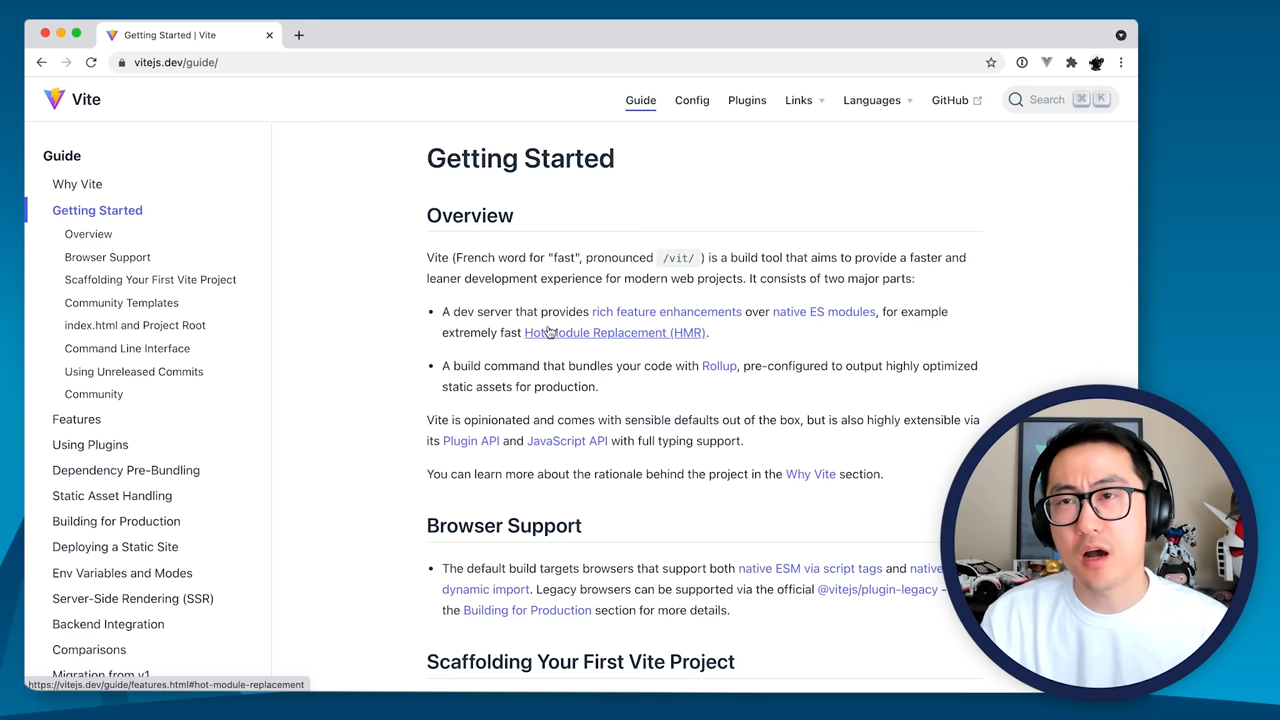 Getting Started | Vite
vitejs.dev/guide/
Vite
Guide
Config
Plugins
Links
Languages
GitHub
Search
⌘
K
Guide
Why Vite
Getting Started
Overview
Browser Support
Scaffolding Your First Vite Project
Community Templates
index.html and Project Root
Command Line Interface
Using Unreleased Commits
Community
Features
Using Plugins
Dependency Pre-Bundling
Static Asset Handling
Building for Production
Deploying a Static Site
Env Variables and Modes
Server-Side Rendering (SSR)
Backend Integration
Comparisons
Migration from v1
https://vitejs.dev/guide/features.html#hot-module-replacement
Getting Started
Overview
Vite (French word for "fast", pronounced /vit/ ) is a build tool that aims to provide a faster and
leaner development experience for modern web projects. It consists of two major parts:
• A dev server that provides rich feature enhancements over native ES modules, for example
extremely fast Hot Module Replacement (HMR).
• A build command that bundles your code with Rollup, pre-configured to output highly optimized
static assets for production.
Vite is opinionated and comes with sensible defaults out of the box, but is also highly extensible via
its Plugin API and JavaScript API with full typing support.
You can learn more about the rationale behind the project in the Why Vite section.
Browser Support
• The default build targets browsers that support both native ESM via script tags and native
dynamic import. Legacy browsers can be supported via the official @vitejs/plugin-legacy -
the Building for Production section for more details.
Scaffolding Your First Vite Project